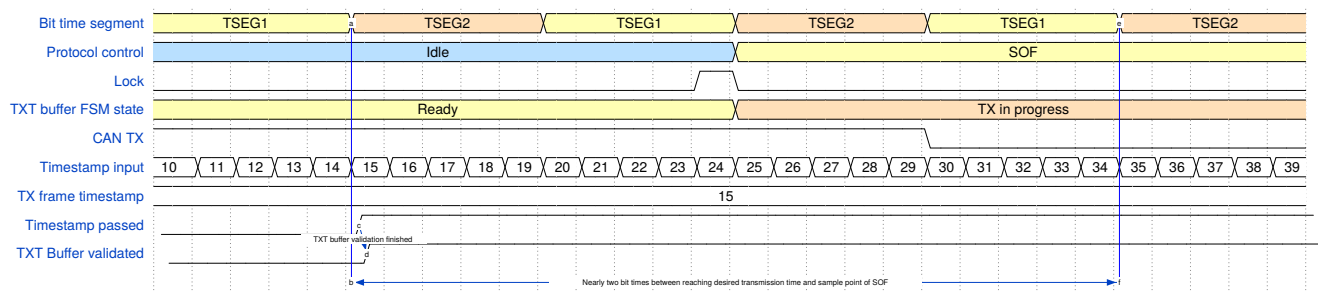 Bit time segment TSEG1 a TSEG2 TSEG1 TSEG2 TSEG1 e TSEG2
Protocol control Idle SOF
Lock
TXT buffer FSM state Ready TX in progress
CAN TX
Timestamp input 10 11 12 13 14 15 16 17 18 19 20 21 22 23 24 25 26 27 28 29 30 31 32 33 34 35 36 37 38 39
TX frame timestamp 15
Timestamp passed c
TXT buffer validation finished
TXT Buffer validated d
b Nearly two bit times between reaching desired transmission time and sample point of SOF f